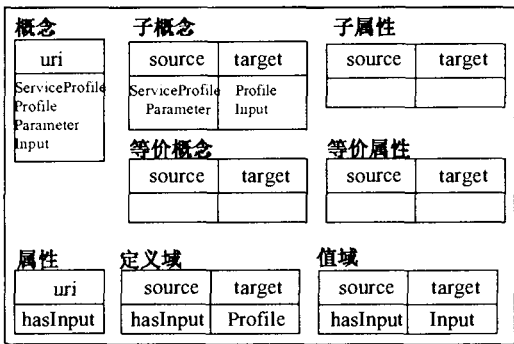 概念 子概念 子属性
uri source target source target
ServiceProfile ServiceProfile Profile
Profile Parameter Input
Parameter
Input
等价概念 等价属性
source target source target
属性 定义域 值域
uri source target source target
hasInput hasInput Profile hasInput Input